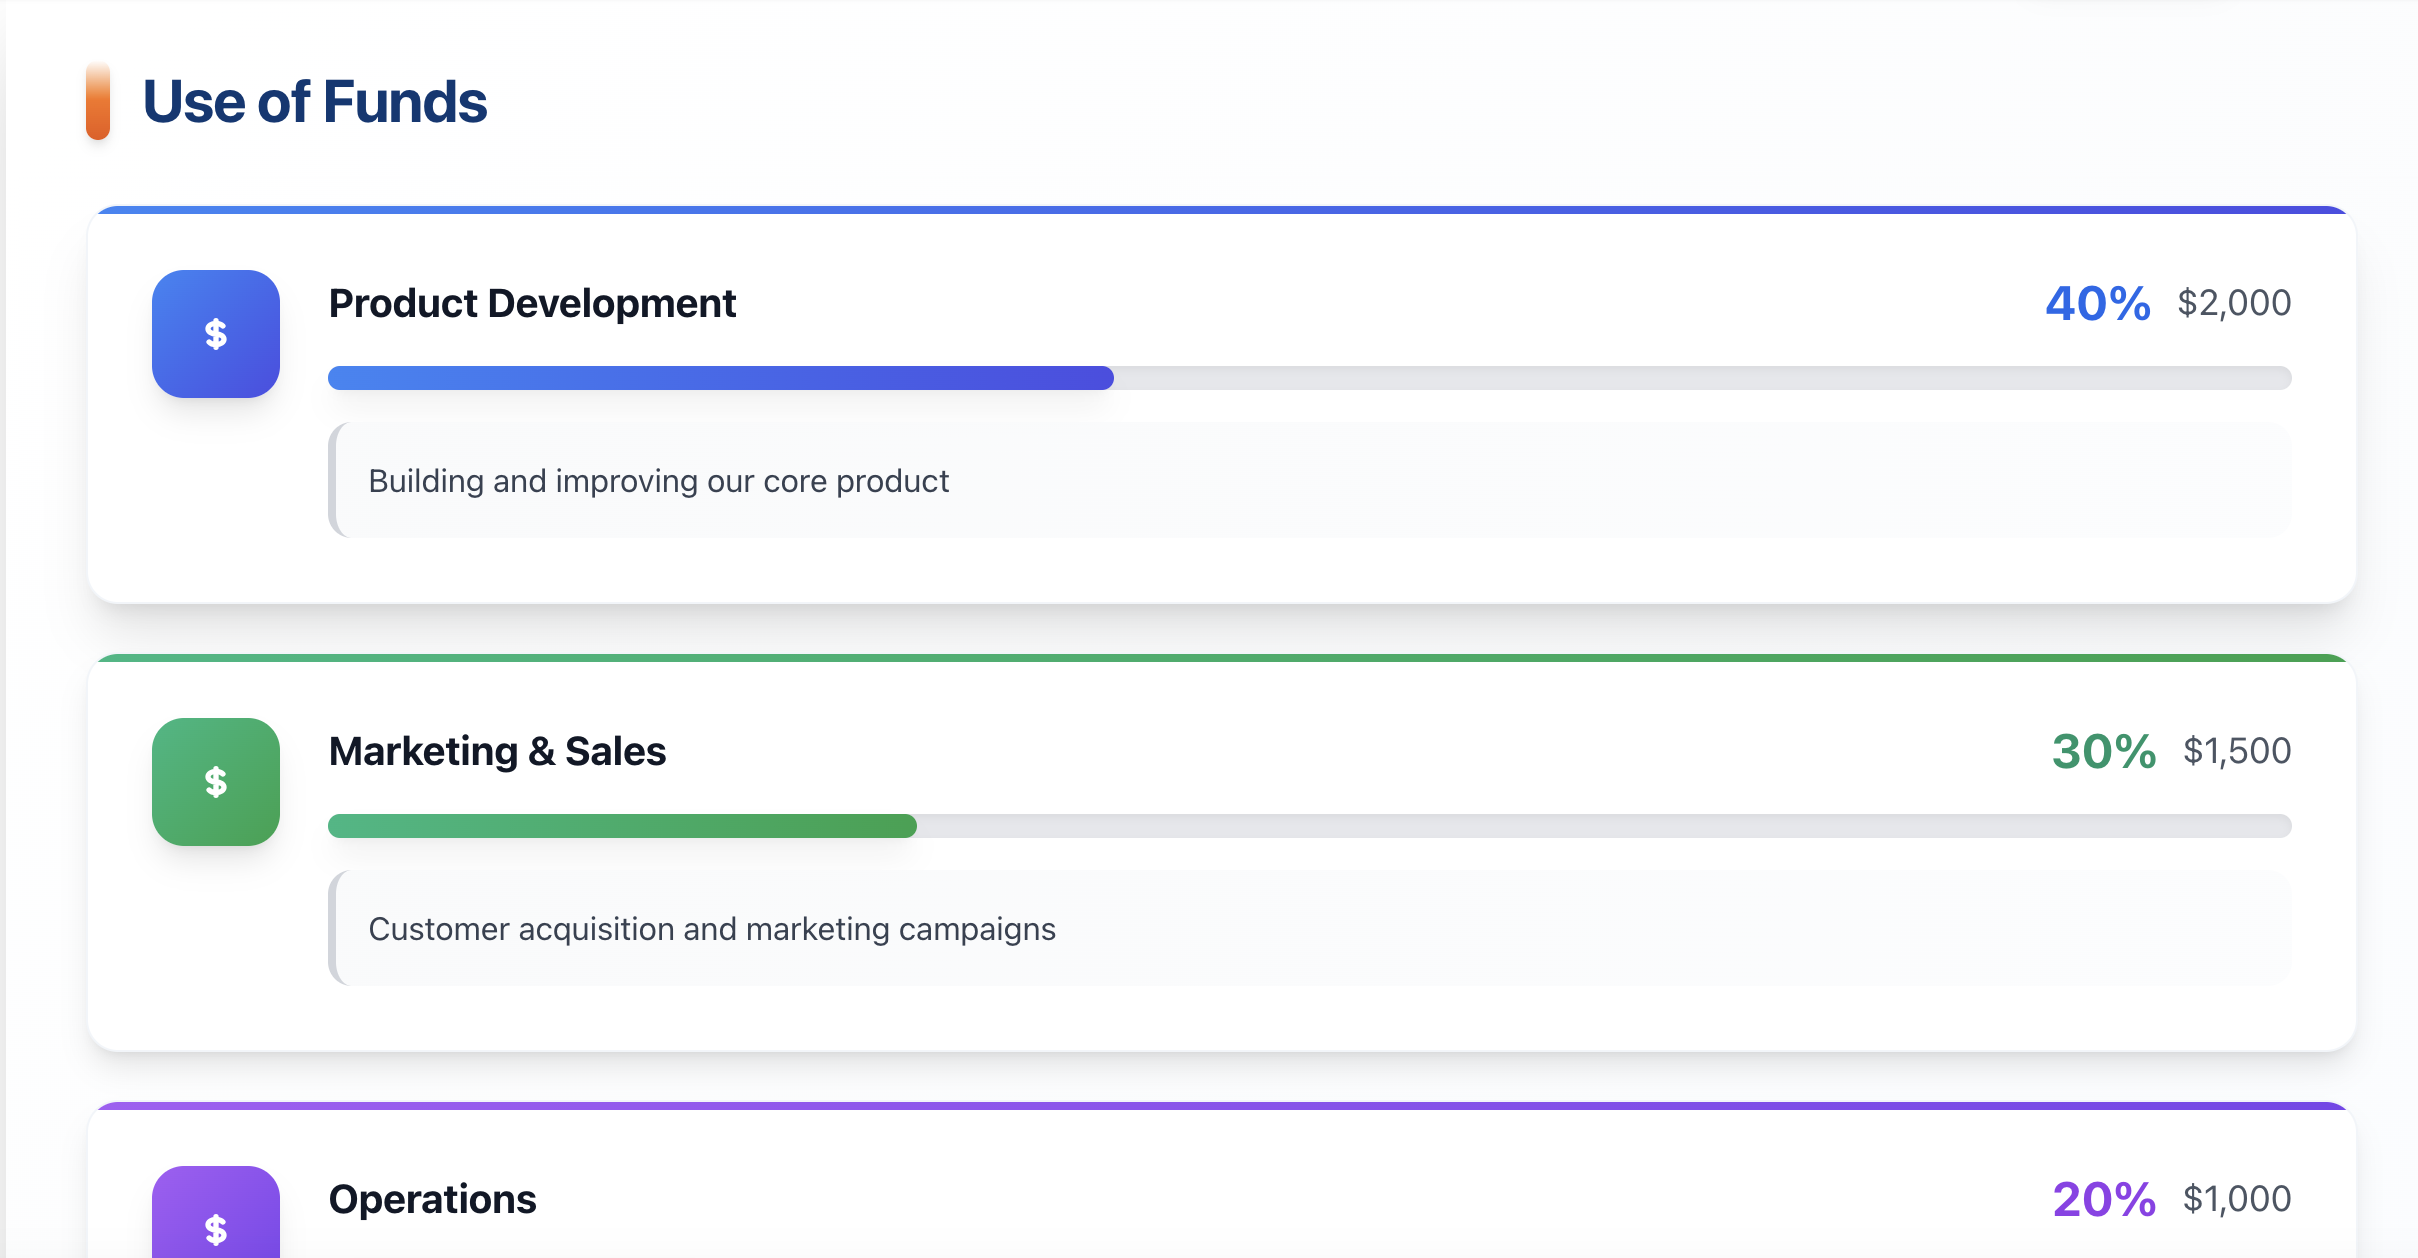 Use of Funds
$
Product Development
40% $2,000
Building and improving our core product
$
Marketing & Sales
30% $1,500
Customer acquisition and marketing campaigns
$
Operations
20% $1,000